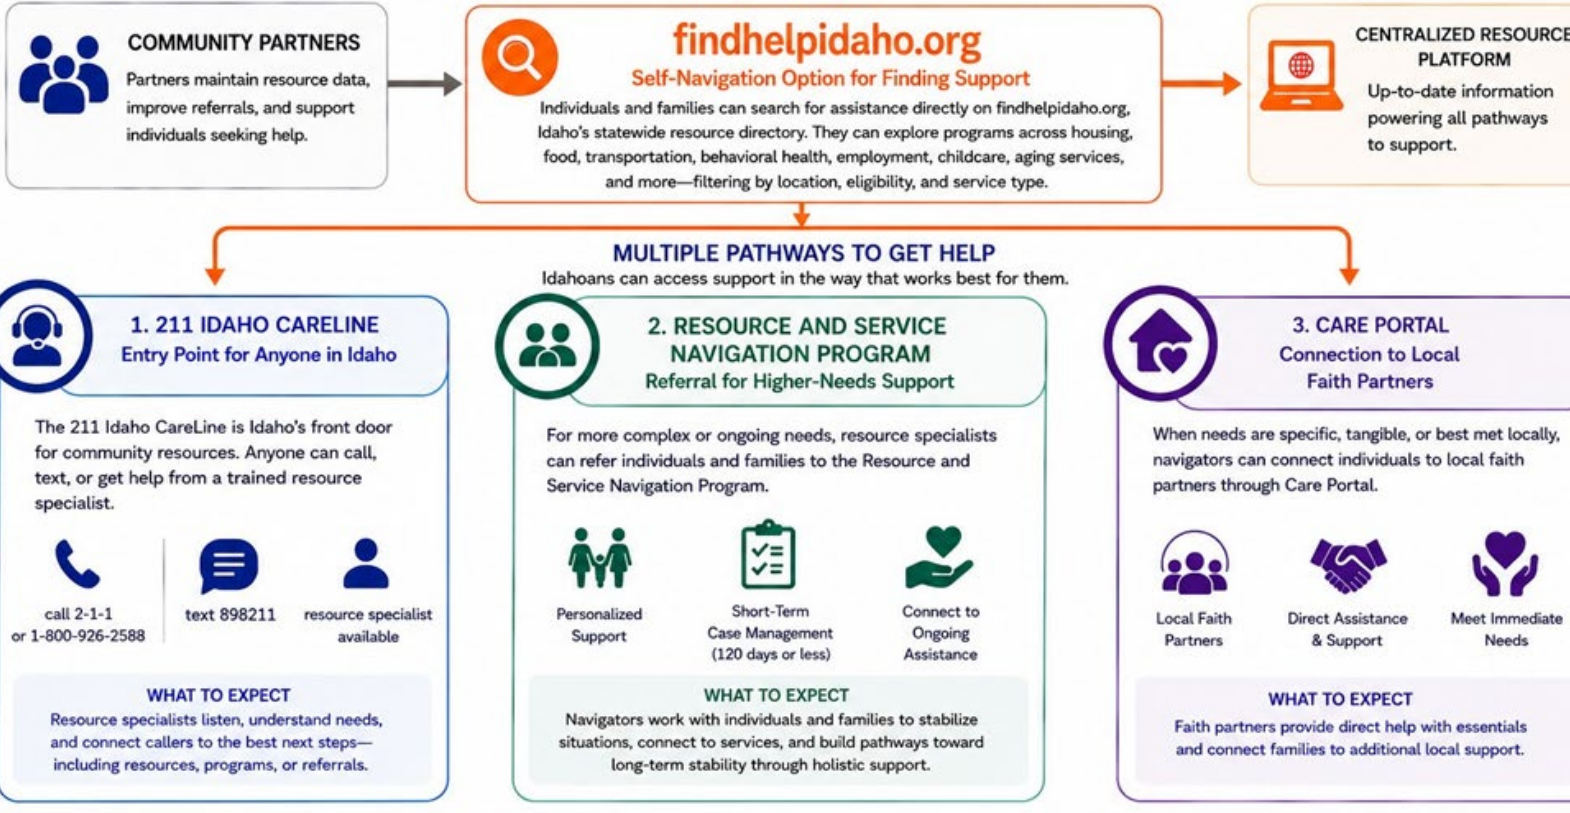 COMMUNITY PARTNERS
Partners maintain resource data,
improve referrals, and support
individuals seeking help.
findhelpidaho.org
Self-Navigation Option for Finding Support
Individuals and families can search for assistance directly on findhelpidaho.org,
Idaho's statewide resource directory. They can explore programs across housing,
food, transportation, behavioral health, employment, childcare, aging services,
and more—filtering by location, eligibility, and service type.
CENTRALIZED RESOURCE
PLATFORM
Up-to-date information
powering all pathways
to support.
MULTIPLE PATHWAYS TO GET HELP
Idahoans can access support in the way that works best for them.
1. 211 IDAHO CARELINE
Entry Point for Anyone in Idaho
The 211 Idaho CareLine is Idaho's front door
for community resources. Anyone can call,
text, or get help from a trained resource
specialist.
call 2-1-1
or 1-800-926-2588
text 898211
resource specialist
available
WHAT TO EXPECT
Resource specialists listen, understand needs,
and connect callers to the best next steps—
including resources, programs, or referrals.
2. RESOURCE AND SERVICE
NAVIGATION PROGRAM
Referral for Higher-Needs Support
For more complex or ongoing needs, resource specialists
can refer individuals and families to the Resource and
Service Navigation Program.
Personalized
Support
Short-Term
Case Management
(120 days or less)
Connect to
Ongoing
Assistance
WHAT TO EXPECT
Navigators work with individuals and families to stabilize
situations, connect to services, and build pathways toward
long-term stability through holistic support.
3. CARE PORTAL
Connection to Local
Faith Partners
When needs are specific, tangible, or best met locally,
navigators can connect individuals to local faith
partners through Care Portal.
Local Faith
Partners
Direct Assistance
& Support
Meet Immediate
Needs
WHAT TO EXPECT
Faith partners provide direct help with essentials
and connect families to additional local support.